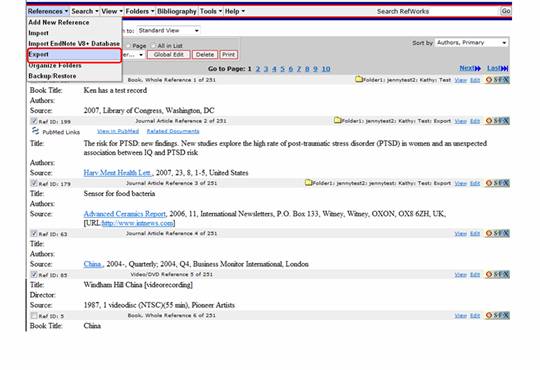 References Search View Folders Bibliography Tools Help Search RefWorks Go
Add New Reference
Import
to: Standard View
Import EndNote V8+ Database
Page All in List
Sort by Authors, Primary
Export
Global Edit Delete Print
Organize Folders
Go to Page: 1 2 3 4 5 6 7 8 9 10 Next Last
Backup/Restore
Book, Whole Reference 1 of 251 Folder1: jennytest2: Kathy: Test View Edit S·F·X
Book Title: Ken has a test record
Authors:
Source: 2007, Library of Congress, Washington, DC
Ref ID: 199 Journal Article Reference 2 of 251 Folder1: jennytest2: jennytest: Kathy: Test: Export View Edit S·F·X
PubMed Links View in PubMed Related Documents
Title: The risk for PTSD: new findings. New studies explore the high rate of post-traumatic stress disorder (PTSD) in women and an unexpected
association between IQ and PTSD risk
Authors:
Source: Harv Ment Health Lett, 2007, 23, 8, 1-5, United States
Ref ID: 179 Journal Article Reference 3 of 251 Folder1: jennytest2: jennytest: Kathy: Test: Export View Edit S·F·X
Title: Sensor for food bacteria
Authors:
Source: Advanced Ceramics Report, 2006, 11, International Newsletters, P.O. Box 133, Witney, Witney, OXON, OX8 6ZH, UK,
[URL:http://www.intnews.com]
Ref ID: 63 Journal Article Reference 4 of 251 View Edit S·F·X
Title:
Authors:
Source: China, 2004-, Quarterly; 2004, Q4, Business Monitor International, London
Ref ID: 85 Video/DVD Reference 5 of 251 View Edit S·F·X
Title: Windham Hill China [videorecording]
Director:
Source: 1987, 1 videodisc (NTSC)(55 min), Pioneer Artists
Ref ID: 5 Book, Whole Reference 6 of 251 View Edit S·F·X
Book Title: China